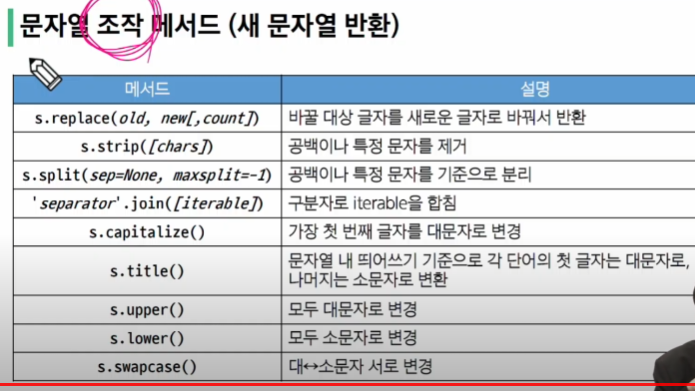 문자열 조작 메서드 (새 문자열 반환)
메서드 설명
s.replace(old, new[,count]) 바꿀 대상 글자를 새로운 글자로 바꿔서 반환
s.strip([chars]) 공백이나 특정 문자를 제거
s.split(sep=None, maxsplit=-1) 공백이나 특정 문자를 기준으로 분리
'separator'.join([iterable]) 구분자로 iterable을 합침
s.capitalize() 가장 첫 번째 글자를 대문자로 변경
s.title() 문자열 내 띄어쓰기 기준으로 각 단어의 첫 글자는 대문자로,
나머지는 소문자로 변환
s.upper() 모두 대문자로 변경
s.lower() 모두 소문자로 변경
s.swapcase() 대↔소문자 서로 변경